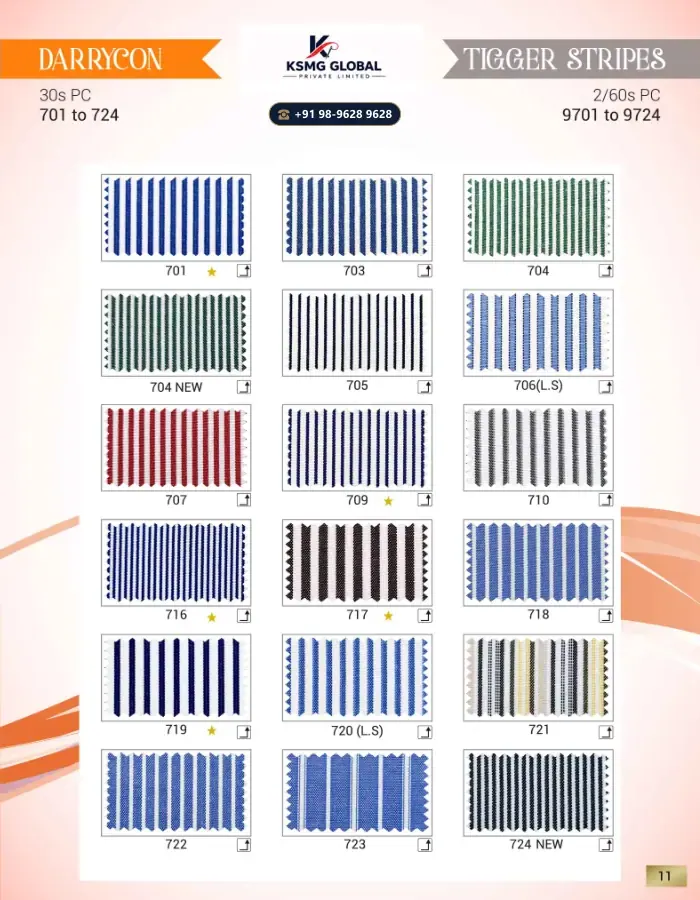 DARRYCON
30s PC
701 to 724
KSMG GLOBAL
PRIVATE LIMITED
+91 98-9628 9628
TIGGER STRIPES
2/60s PC
9701 to 9724
701
703
704
704 NEW
705
706(L.S)
707
709
710
716
717
718
719
720 (L.S)
721
722
723
724 NEW
11